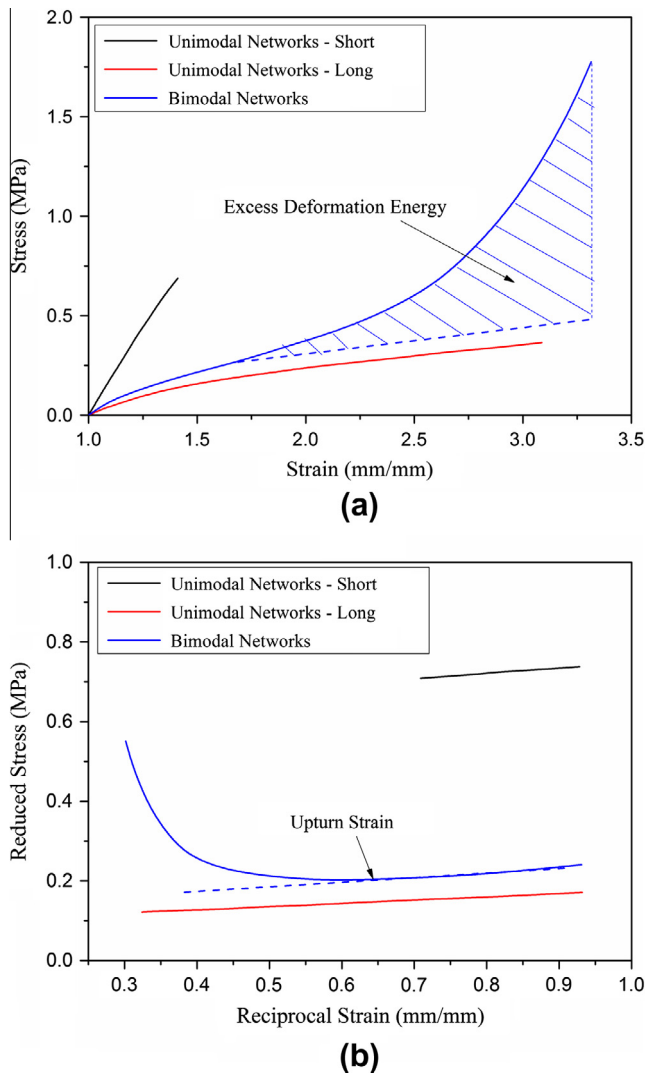 2.0
1.5
1.0
0.5
0.0
Stress (MPa)
Unimodal Networks - Short
Unimodal Networks - Long
Bimodal Networks
Excess Deformation Energy
1.0 1.5 2.0 2.5 3.0 3.5
Strain (mm/mm)
(a)
1.0
0.8
0.6
0.4
0.2
0.0
Reduced Stress (MPa)
Unimodal Networks - Short
Unimodal Networks - Long
Bimodal Networks
Upturn Strain
0.3 0.4 0.5 0.6 0.7 0.8 0.9 1.0
Reciprocal Strain (mm/mm)
(b)